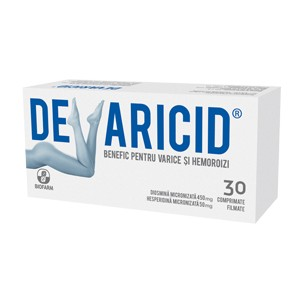 DEVARICID®
BENEFIC PENTRU VARICE ȘI HEMOROIZI
BIOFARM
DIOSMINĂ MICRONIZATĂ 450 mg
HESPERIDINĂ MICRONIZATĂ 50 mg
30
COMPRIMATE
FILMATE